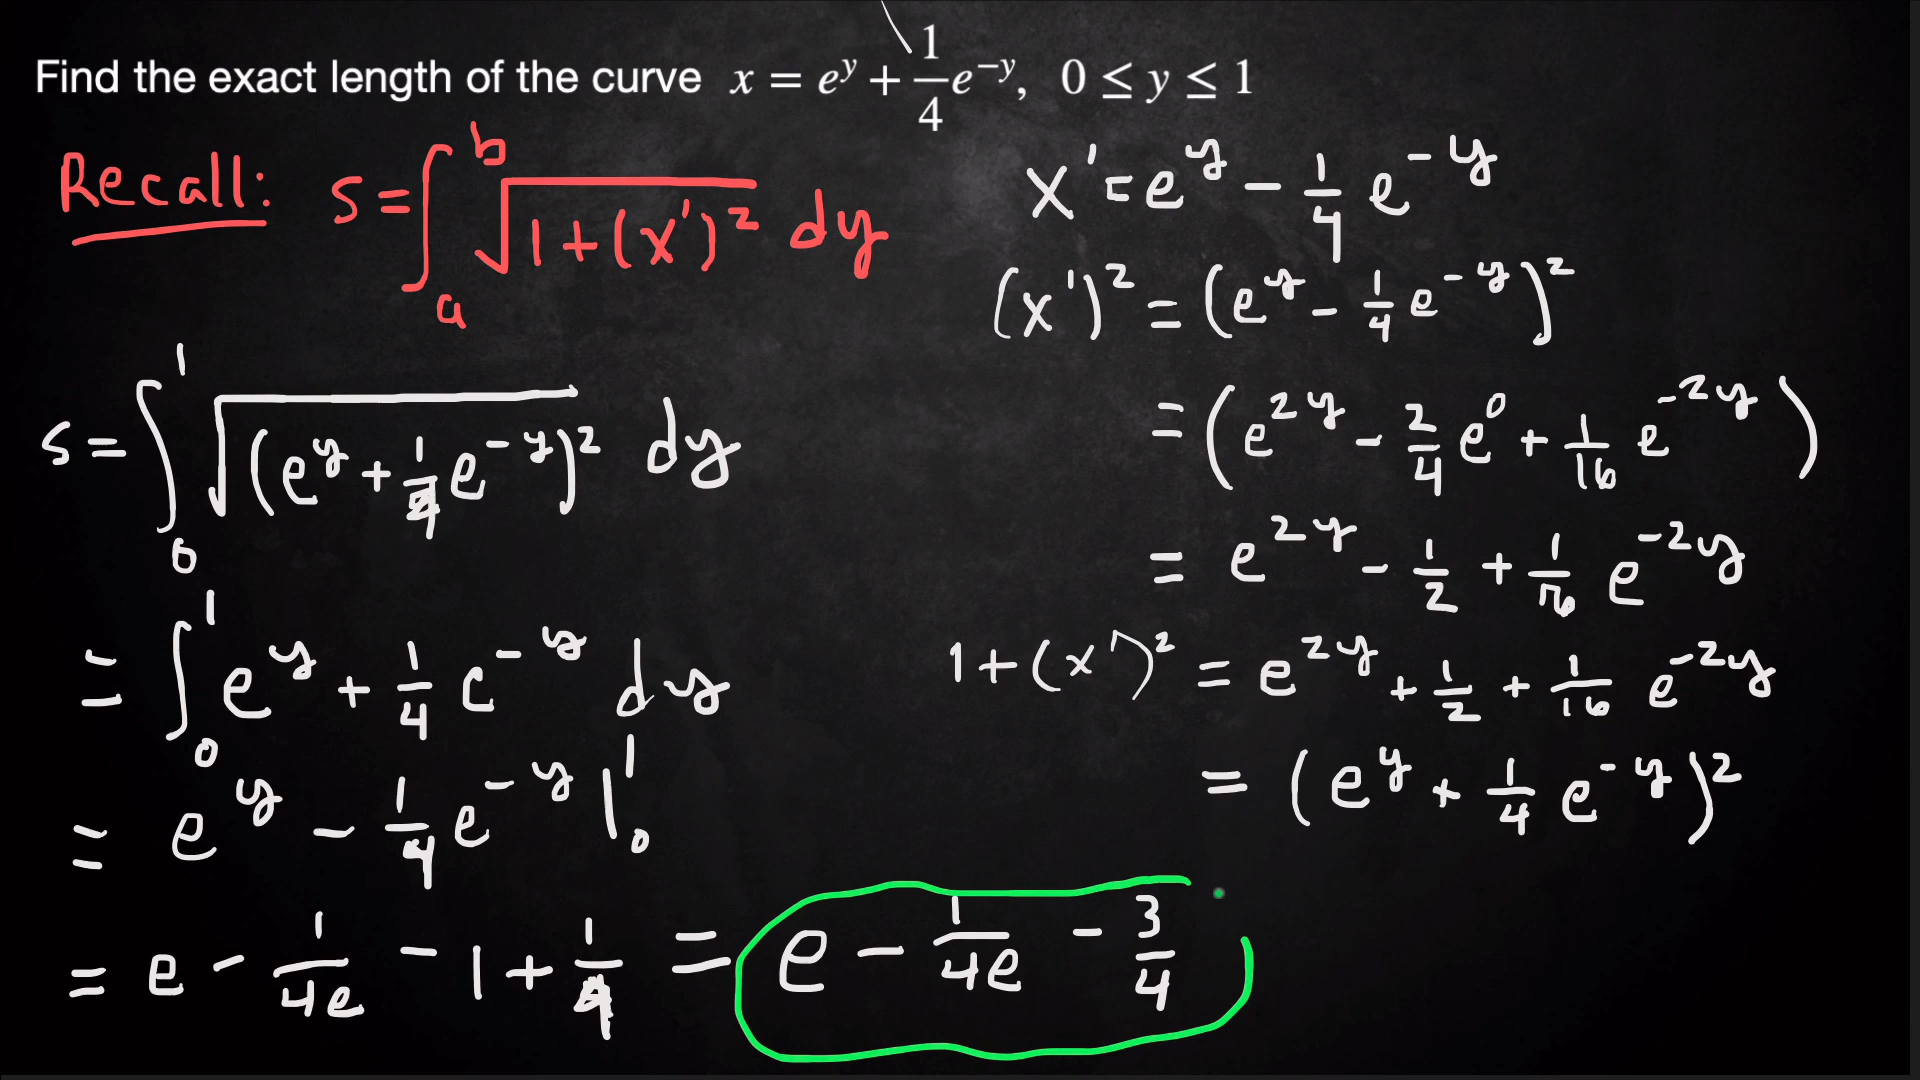 Find the exact length of the curve x = e^y + 1/4 e^{-y}, 0 ≤ y ≤ 1
Recall: s = ∫_a^b √(1+(x')²) dy
x' = e^y - 1/4 e^{-y}
(x')² = (e^y - 1/4 e^{-y})²
= (e^{2y} - 2/4 e^0 + 1/16 e^{-2y})
= e^{2y} - 1/2 + 1/16 e^{-2y}
1+(x')² = e^{2y} + 1/2 + 1/16 e^{-2y}
= (e^y + 1/4 e^{-y})²
s = ∫_0^1 √((e^y + 1/4 e^{-y})²) dy
= ∫_0^1 e^y + 1/4 e^{-y} dy
= e^y - 1/4 e^{-y} |_0^1
= e - 1/4e - 1 + 1/4 = e - 1/4e - 3/4